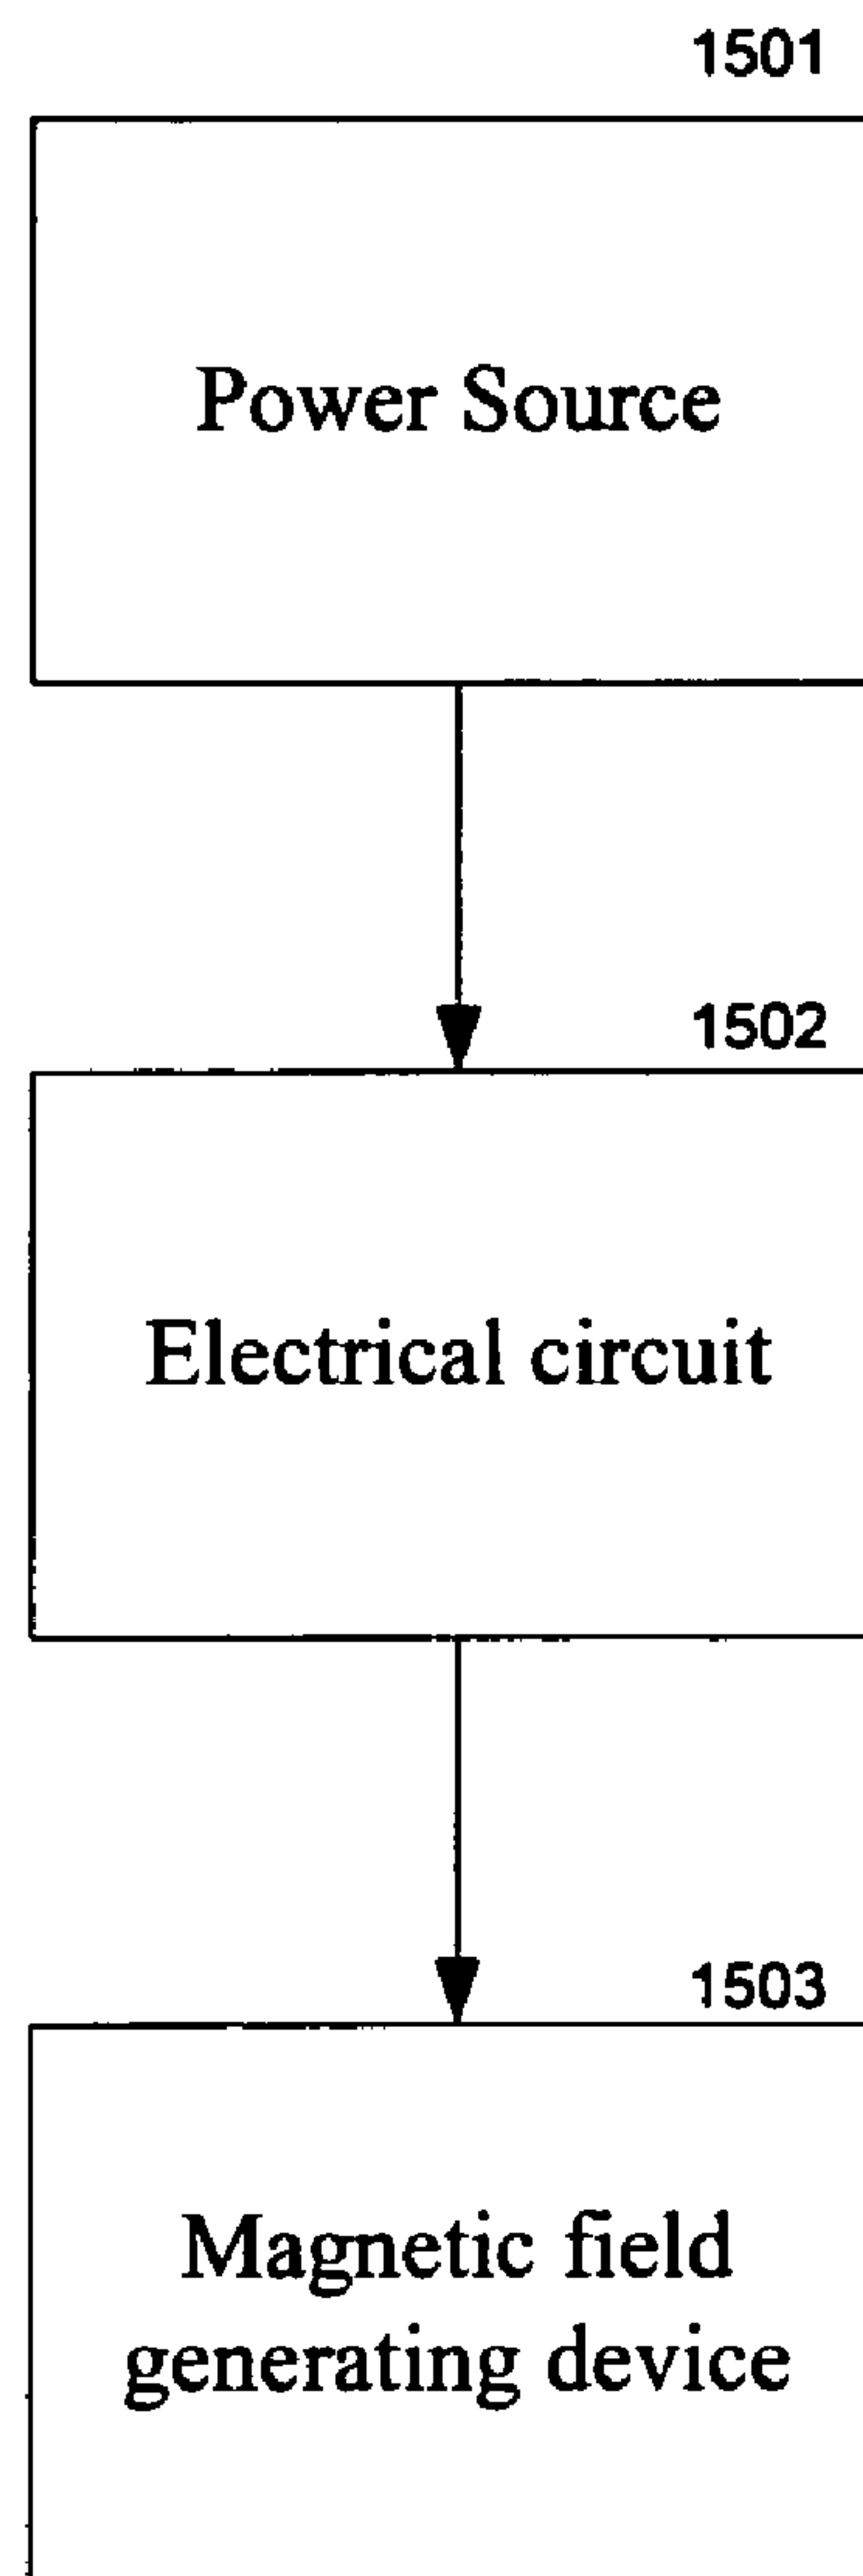 1501
Power Source
1502
Electrical circuit
1503
Magnetic field
generating device